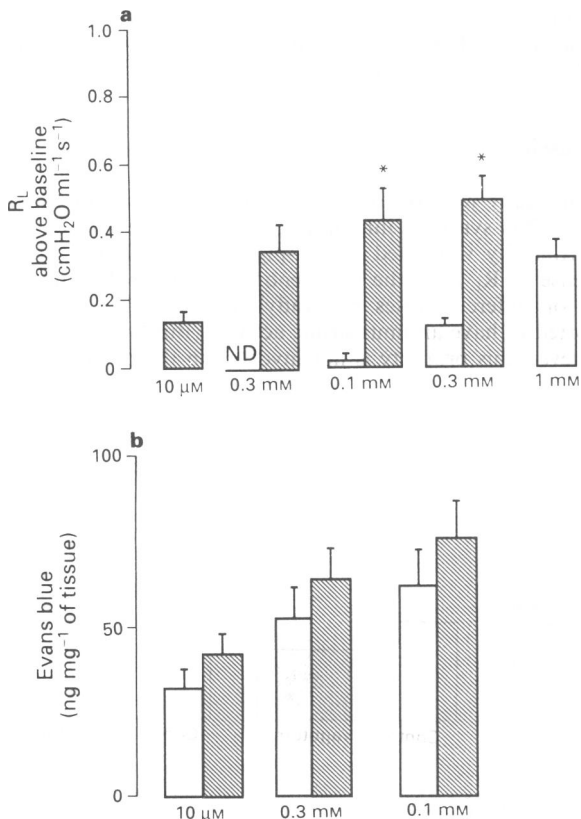 a
1.0
0.8
0.6
0.4
0.2
0
R_L
above baseline
(cmH₂O ml⁻¹ s⁻¹)
* *
ND
10 μM 0.3 mM 0.1 mM 0.3 mM 1 mM
b
100
50
0
Evans blue
(ng mg⁻¹ of tissue)
10 μM 0.3 mM 0.1 mM